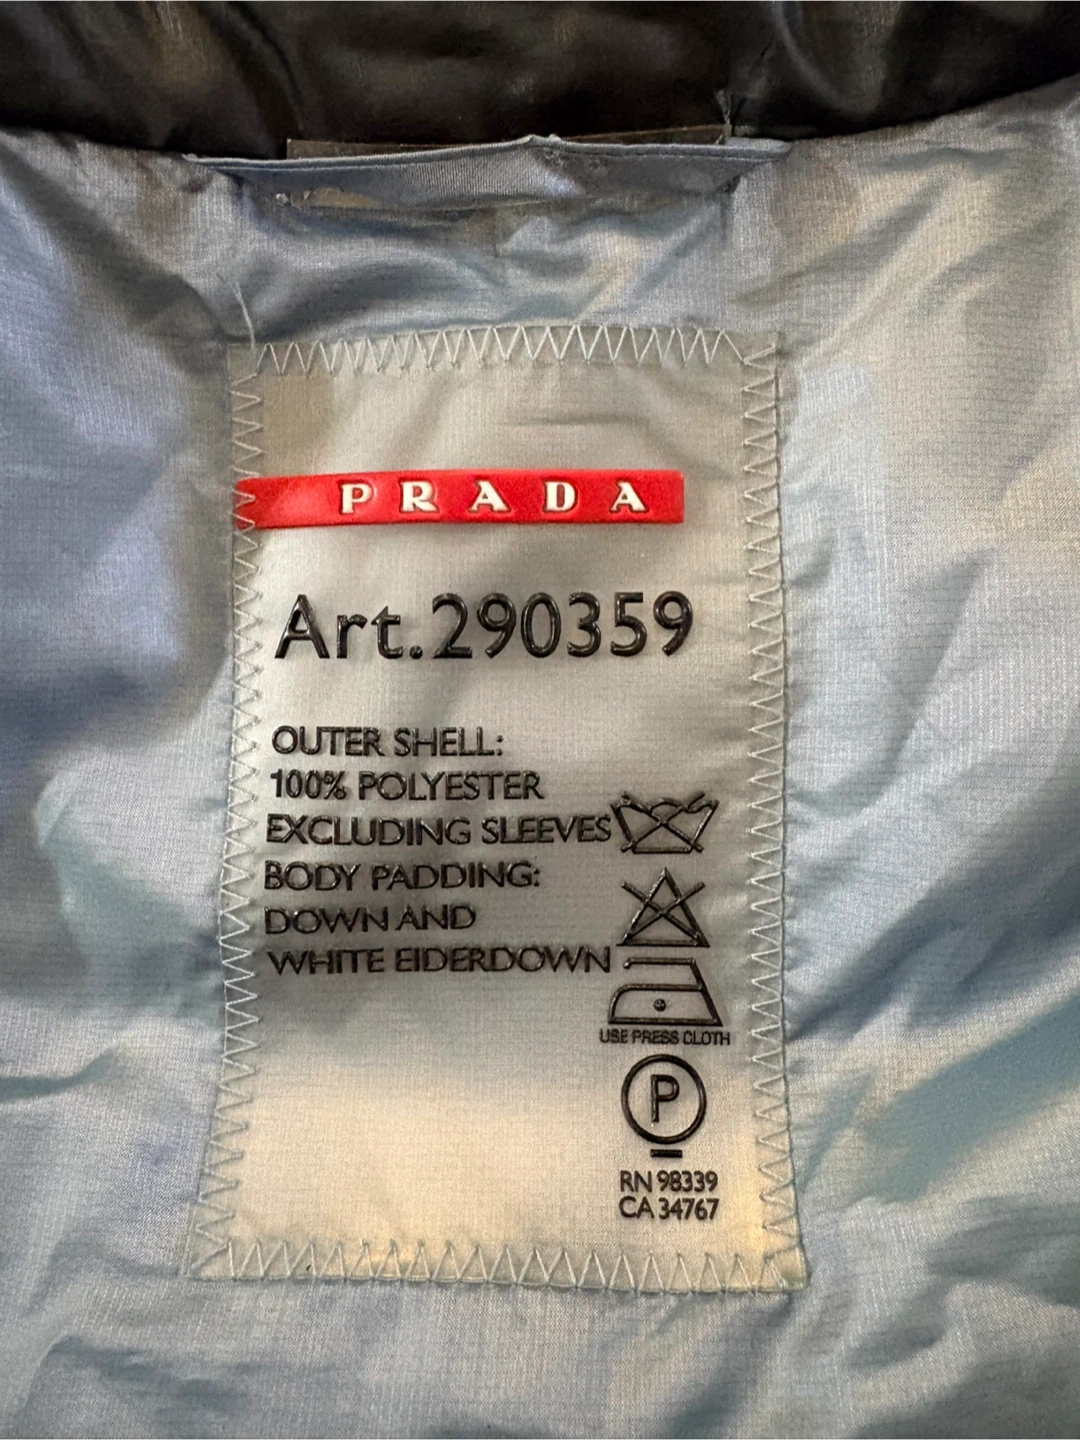 PRADA
Art.290359
OUTER SHELL:
100% POLYESTER
EXCLUDING SLEEVES
BODY PADDING:
DOWN AND
WHITE EIDERDOWN
USE PRESS CLOTH
P
RN 98339
CA 34767